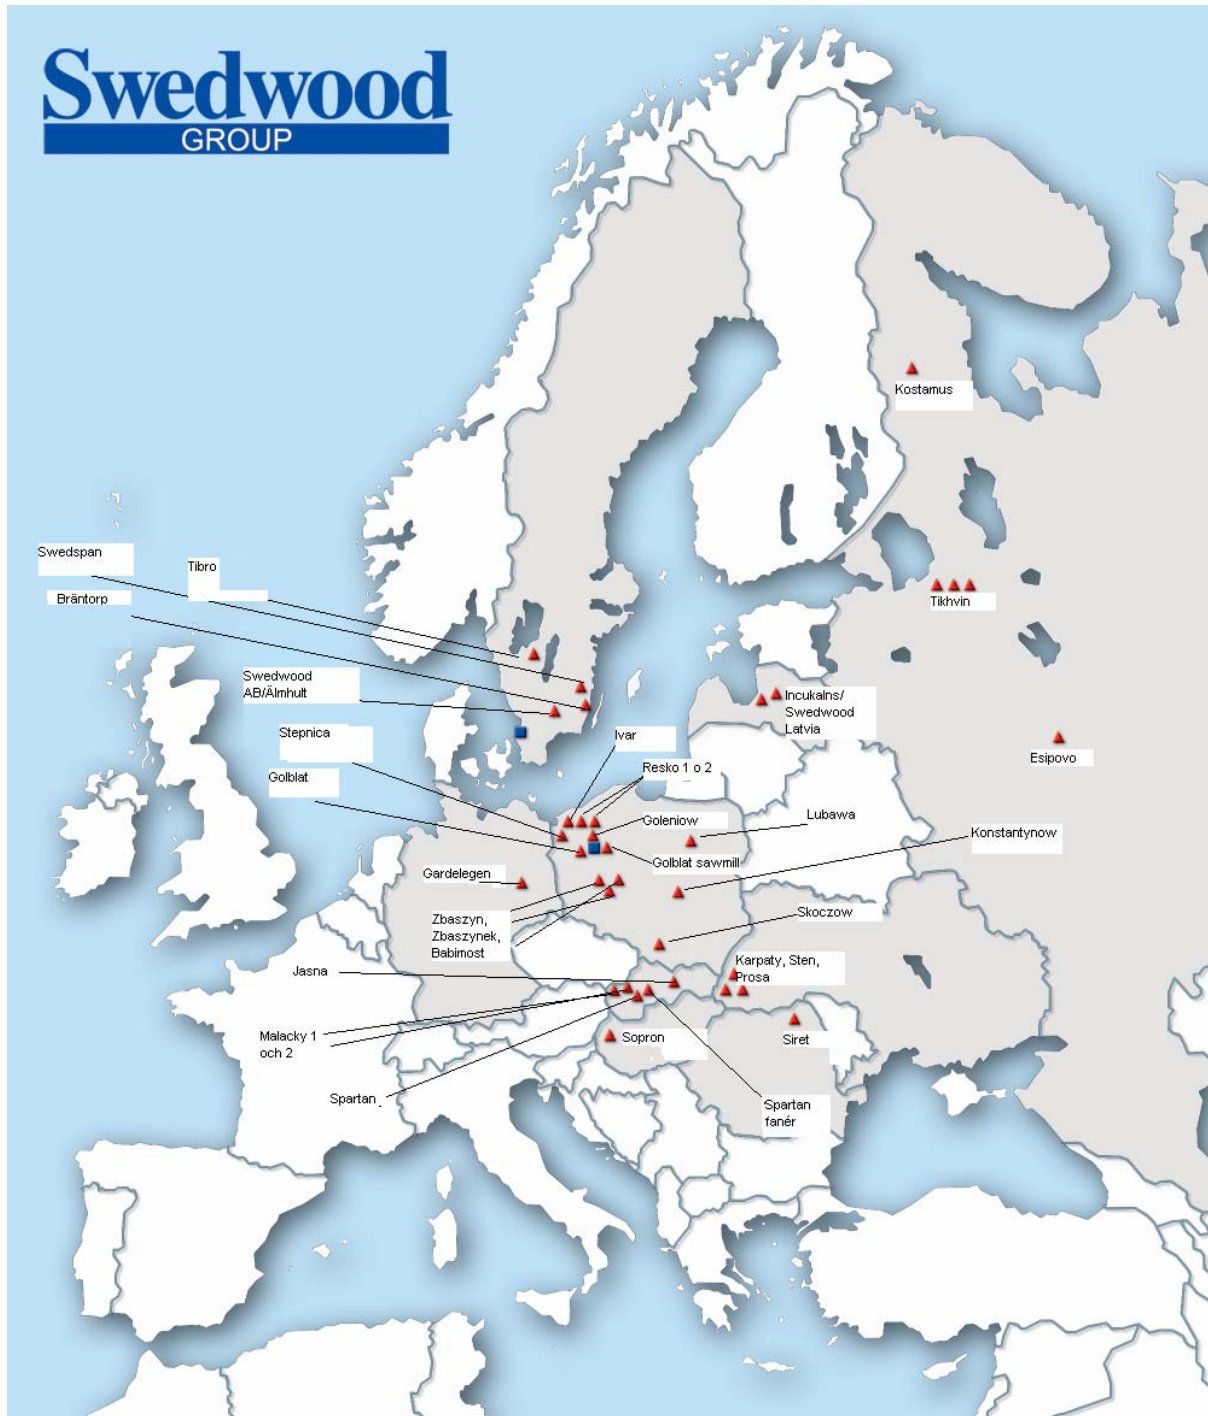 Swedwood
GROUP
Kostamus
Swedspan
Tibro
Bräntorp
Tikhvin
Swedwood
AB/Älmhult
Incukalns/
Swedwood
Latvia
Stepnica
Ivar
Esipovo
Golblat
Resko 1 o 2
Goleniow
Lubawa
Konstantynow
Golblat sawmill
Gardelegen
Zbaszyn,
Zbaszynek,
Babimost
Skoczow
Jasna
Karpaty, Sten,
Prosa
Malacky 1
och 2
Sopron
Siret
Spartan
Spartan
fanér